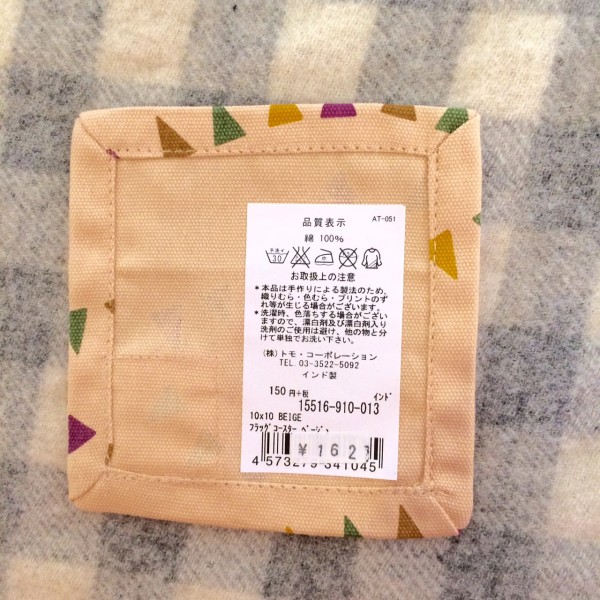 品質表示 AT-051
綿 100%
手洗イ
30
お取扱上の注意
*本品は手作りによる製法のため、
織りむら・色むら・プリントのず
れ等が生じる場合がございます。
*洗濯時、色落ちする場合がござい
ますので、漂白剤及び漂白剤入り
洗剤のご使用は避け、他の物と分
けて単独でお洗い下さい。
(株)トモ・コーポレーション
TEL. 03-3522-5092
インド製
150円+税 インド
15516-910-013
10x10 BEIGE
フラッグコースター ベージュ
¥162
4573279341045